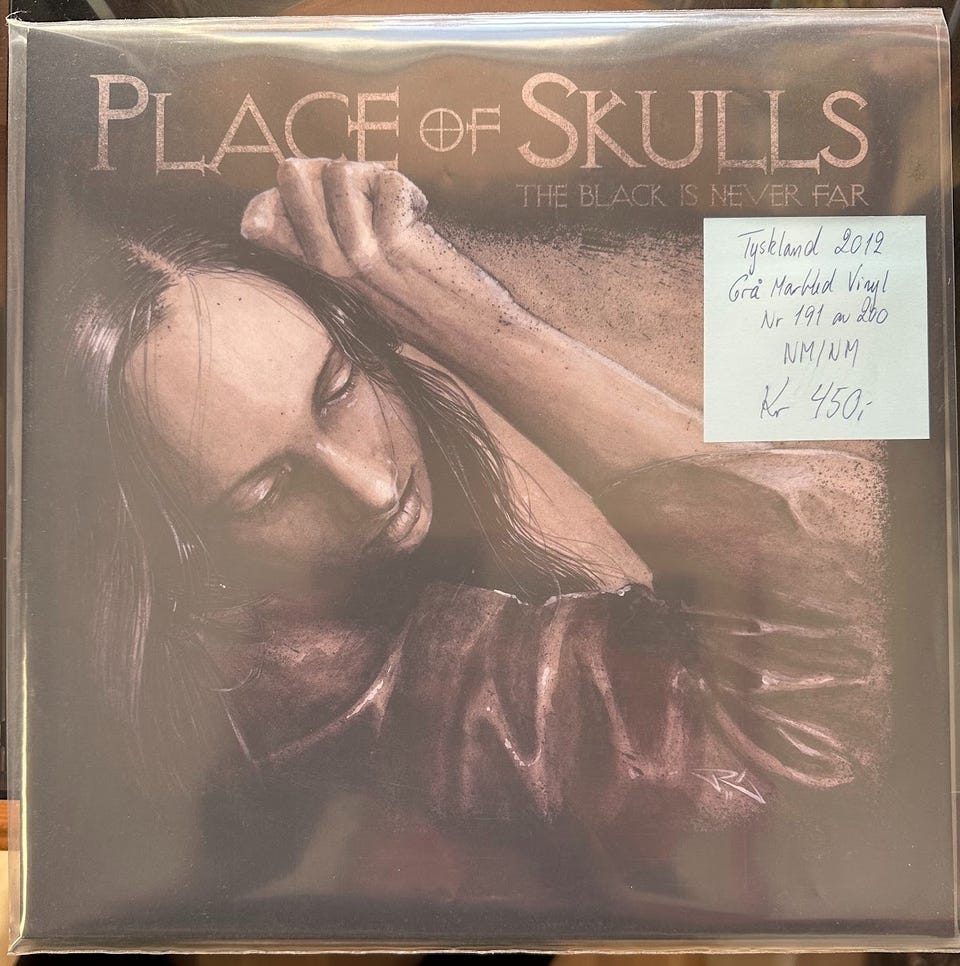 PLACE OF SKULLS
THE BLACK IS NEVER FAR
Tyskland 2012
Grå Marbled Vinyl
Nr 191 av 200
NM/NM
Kr 450,-